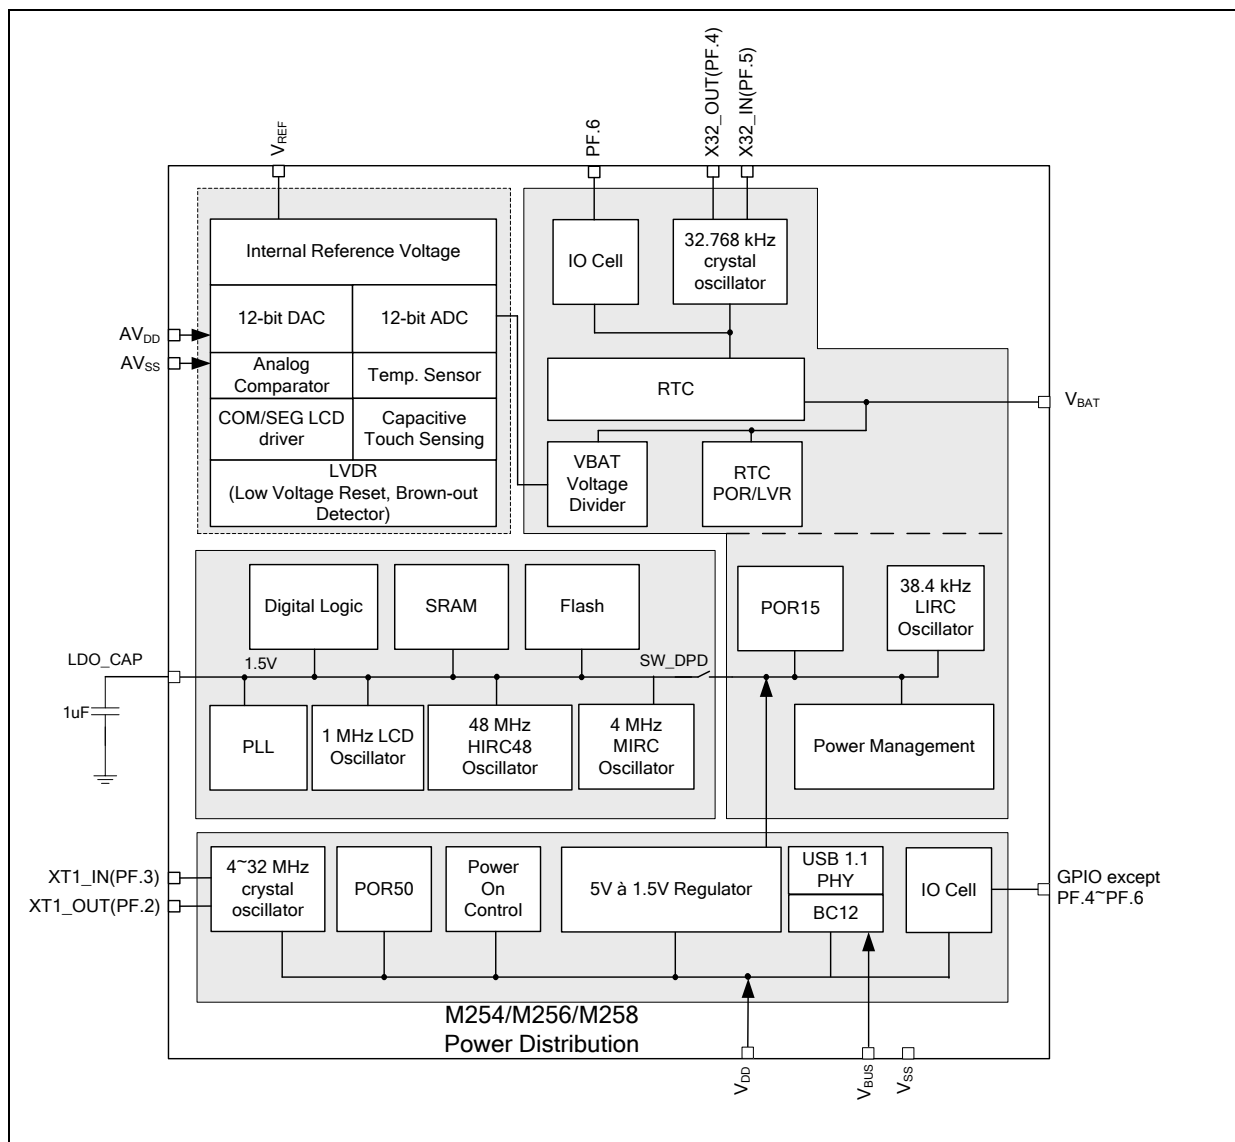 X32_OUT(PF.4)
X32_IN(PF.5)
PF.6
VREF
Internal Reference Voltage
12-bit DAC
12-bit ADC
Analog
Comparator
Temp. Sensor
COM/SEG LCD
driver
Capacitive
Touch Sensing
LVDR
(Low Voltage Reset, Brown-out
Detector)
AVDD
AVSS
IO Cell
32.768 kHz
crystal
oscillator
RTC
VBAT
VBAT
Voltage
Divider
RTC
POR/LVR
Digital Logic
SRAM
Flash
POR15
38.4 kHz
LIRC
Oscillator
LDO_CAP
1.5V
SW_DPD
1uF
PLL
1 MHz LCD
Oscillator
48 MHz
HIRC48
Oscillator
4 MHz
MIRC
Oscillator
Power Management
XT1_IN(PF.3)
XT1_OUT(PF.2)
4~32 MHz
crystal
oscillator
POR50
Power
On
Control
5V à 1.5V Regulator
USB 1.1
PHY
BC12
IO Cell
GPIO except
PF.4~PF.6
M254/M256/M258
Power Distribution
VDD
VBUS
VSS